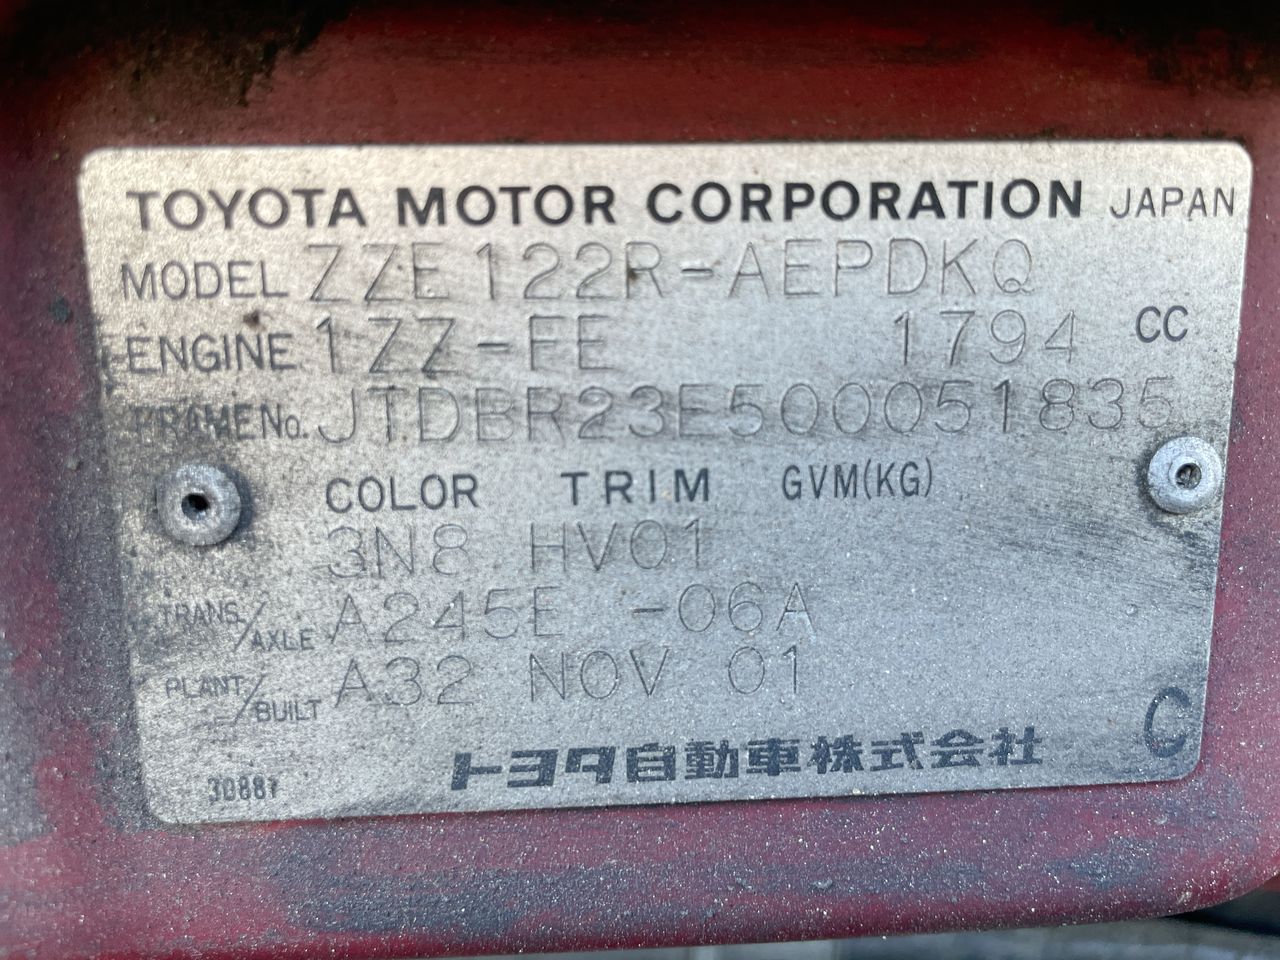 TOYOTA MOTOR CORPORATION JAPAN
MODEL ZZE122R-AEPDKQ
ENGINE 1ZZ-FE 1794 CC
FRAME No. JTDBR23E500051835
COLOR TRIM GVM(KG)
3N8 HV01
TRANS/AXLE A245E -06A
PLANT/BUILT A32 NOV 01
C
トヨタ自動車株式会社